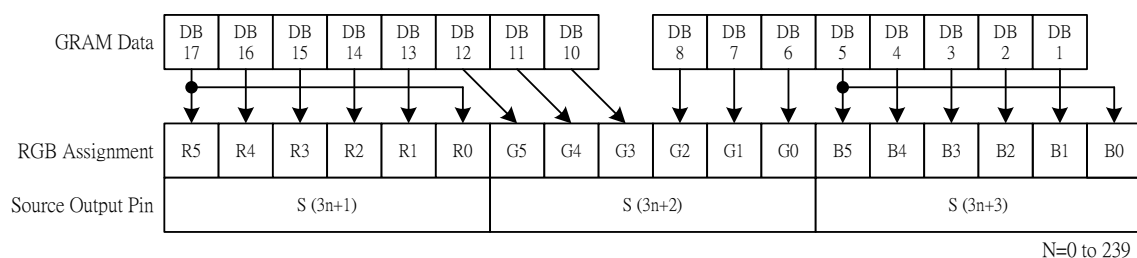 GRAM Data DB 17 DB 16 DB 15 DB 14 DB 13 DB 12 DB 11 DB 10 DB 8 DB 7 DB 6 DB 5 DB 4 DB 3 DB 2 DB 1
RGB Assignment R5 R4 R3 R2 R1 R0 G5 G4 G3 G2 G1 G0 B5 B4 B3 B2 B1 B0
Source Output Pin S (3n+1) S (3n+2) S (3n+3)
N=0 to 239